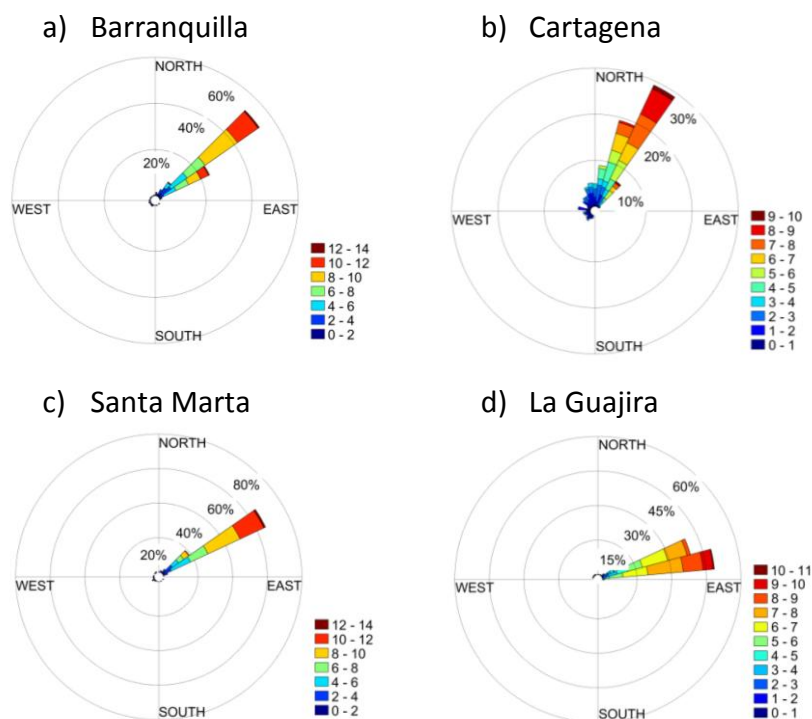 a) Barranquilla
NORTH
60%
40%
20%
WEST
EAST
SOUTH
12 - 14
10 - 12
8 - 10
6 - 8
4 - 6
2 - 4
0 - 2
b) Cartagena
NORTH
30%
20%
10%
WEST
EAST
SOUTH
9 - 10
8 - 9
7 - 8
6 - 7
5 - 6
4 - 5
3 - 4
2 - 3
1 - 2
0 - 1
c) Santa Marta
NORTH
80%
60%
40%
20%
WEST
EAST
SOUTH
12 - 14
10 - 12
8 - 10
6 - 8
4 - 6
2 - 4
0 - 2
d) La Guajira
NORTH
60%
45%
30%
15%
WEST
EAST
SOUTH
10 - 11
9 - 10
8 - 9
7 - 8
6 - 7
5 - 6
4 - 5
3 - 4
2 - 3
1 - 2
0 - 1